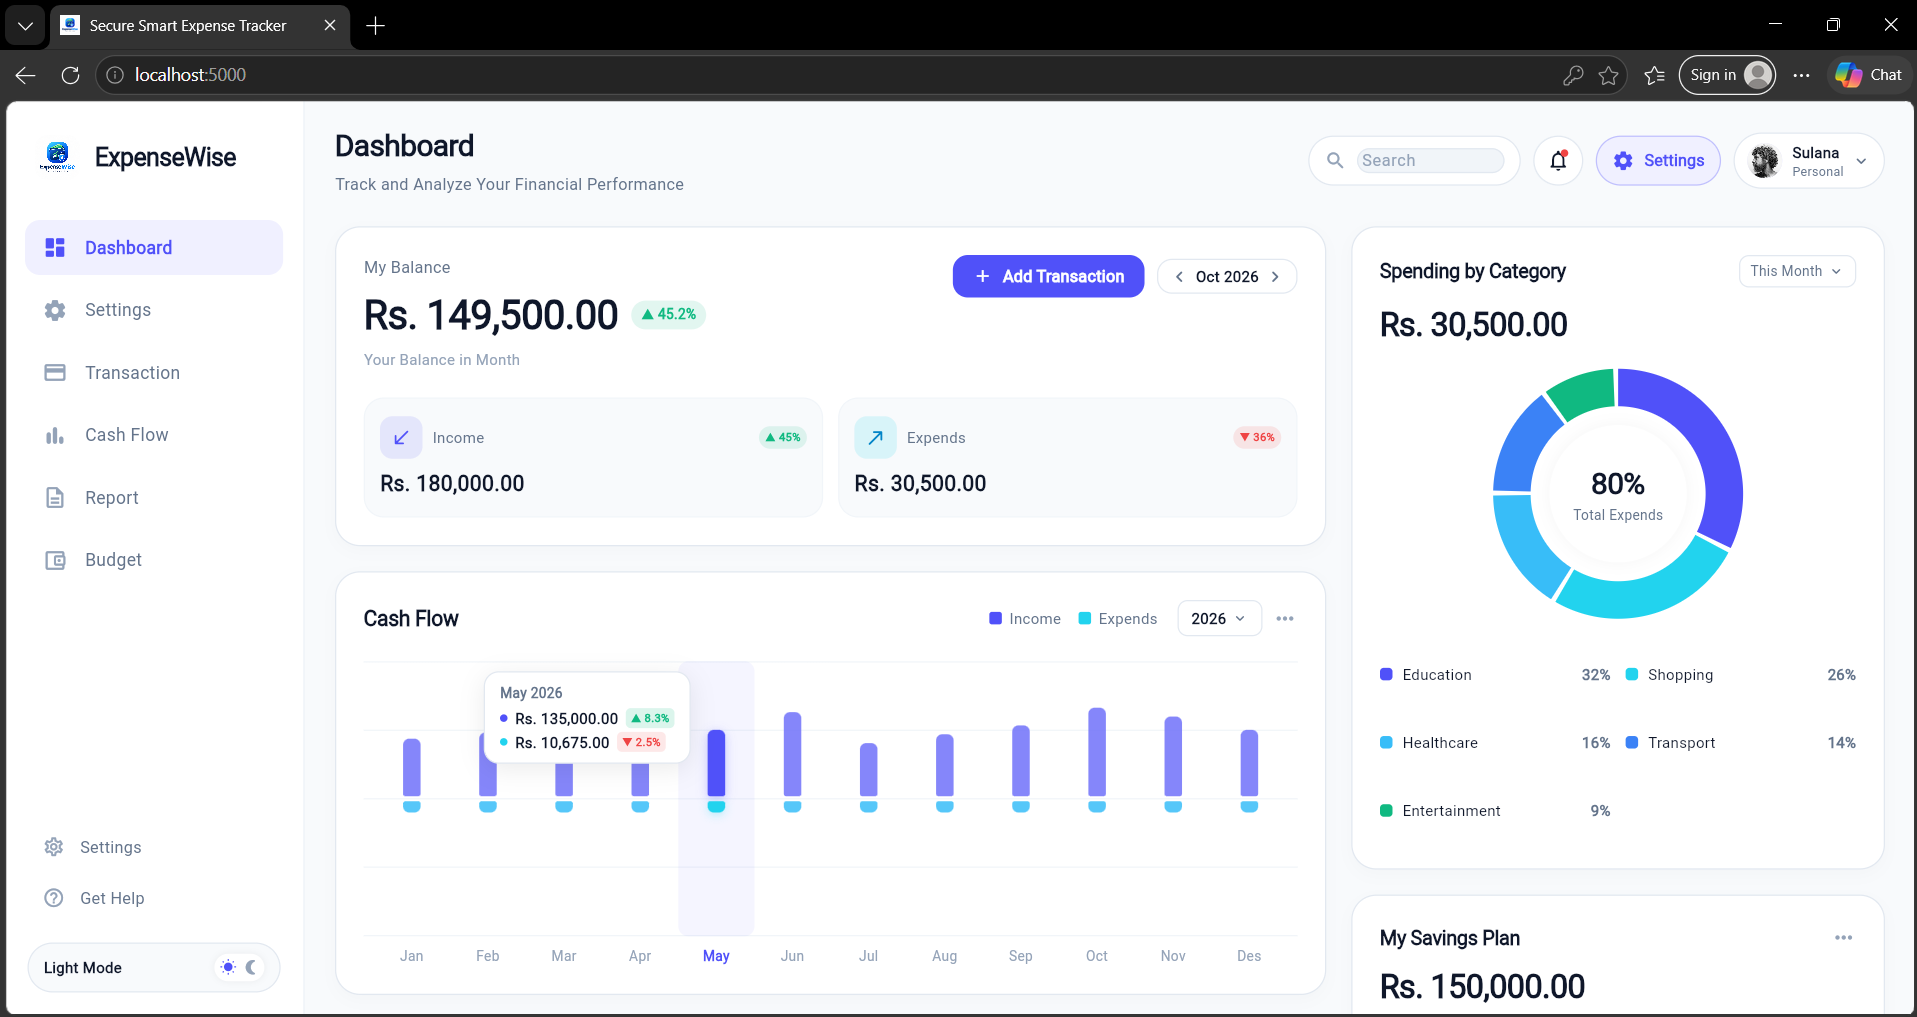 Secure Smart Expense Tracker
localhost:5000
Sign in
Chat
ExpenseWise
ExpenseWise
Dashboard
Settings
Transaction
Cash Flow
Report
Budget
Settings
Get Help
Light Mode
Dashboard
Track and Analyze Your Financial Performance
Search
Settings
Sulana
Personal
My Balance
Add Transaction
Oct 2026
Rs. 149,500.00
45.2%
Your Balance in Month
Income
45%
Rs. 180,000.00
Expends
36%
Rs. 30,500.00
Cash Flow
Income
Expends
2026
May 2026
Rs. 135,000.00 8.3%
Rs. 10,675.00 2.5%
Jan Feb Mar Apr May Jun Jul Aug Sep Oct Nov Des
Spending by Category
This Month
Rs. 30,500.00
80%
Total Expends
Education 32% Shopping 26%
Healthcare 16% Transport 14%
Entertainment 9%
My Savings Plan
Rs. 150,000.00